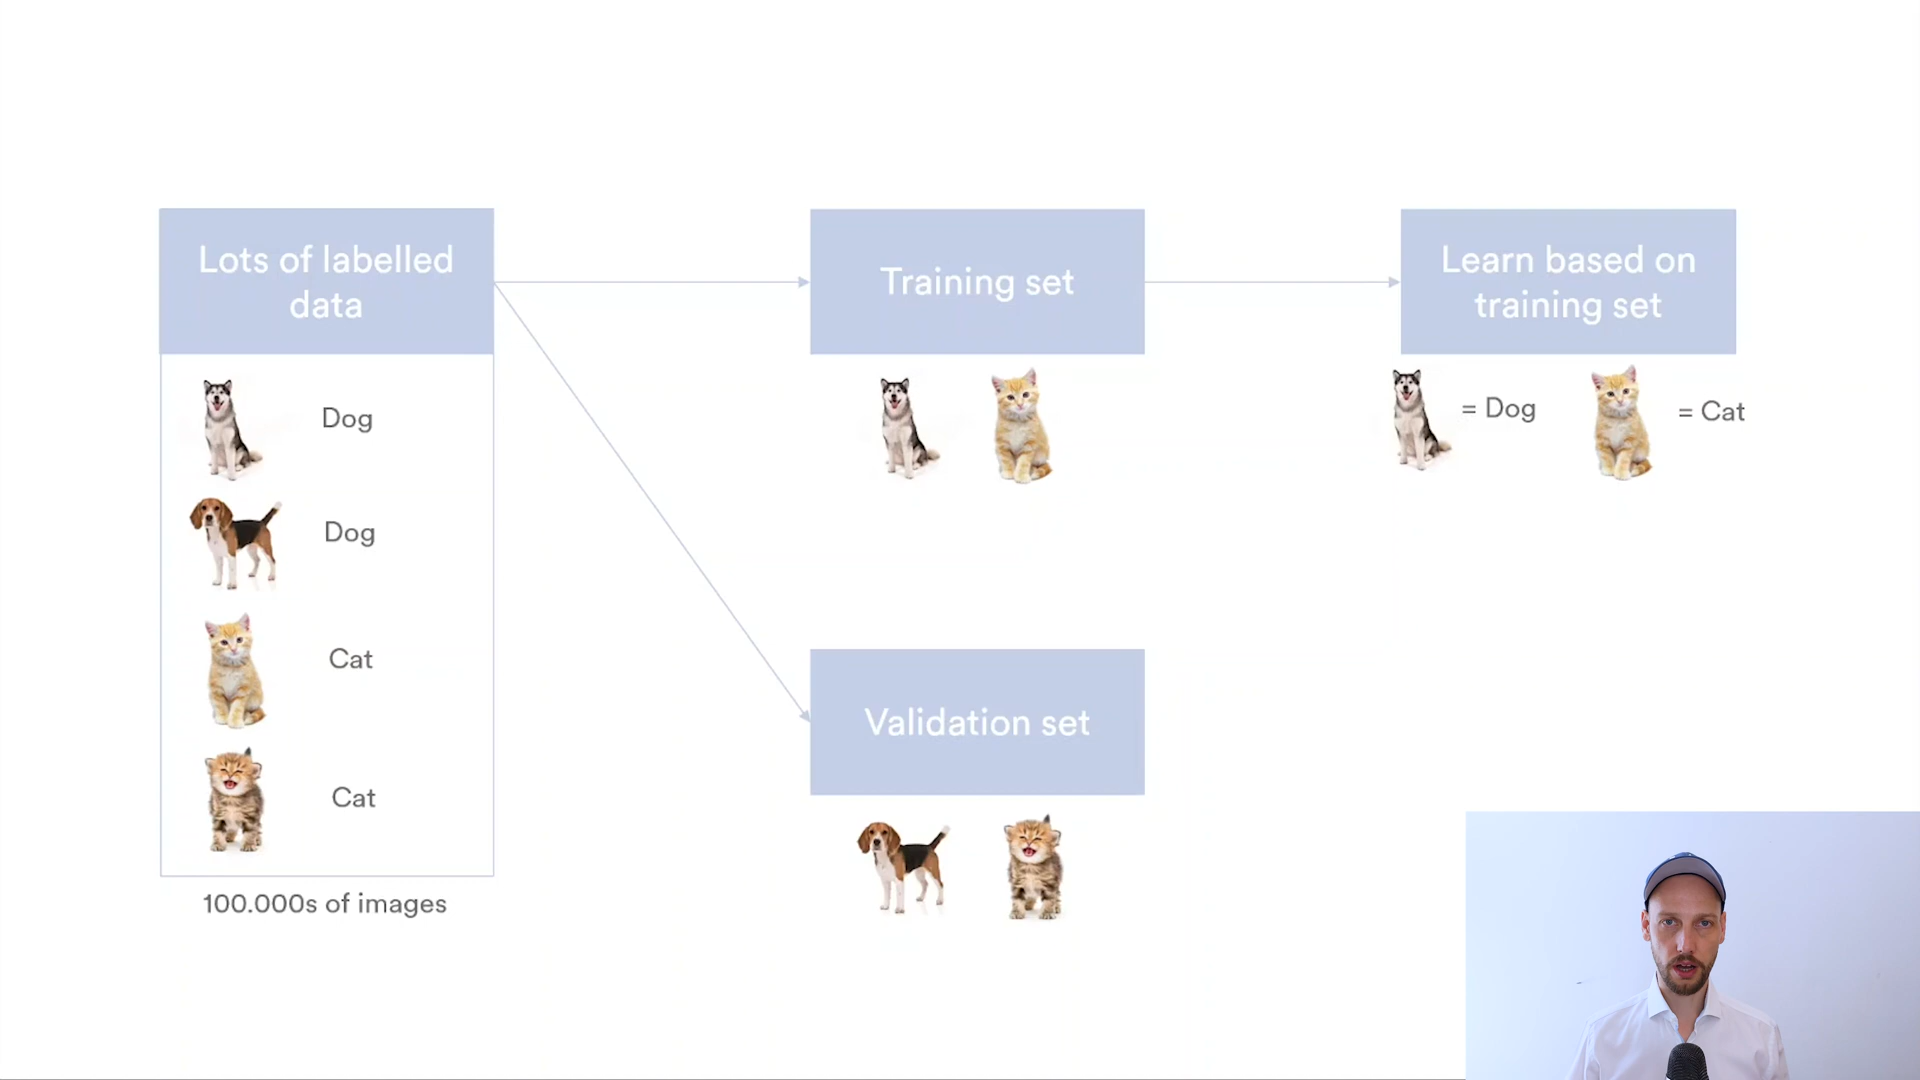 Lots of labelled
data
Dog
Dog
Cat
Cat
100.000s of images
Training set
Validation set
Learn based on
training set
= Dog
= Cat